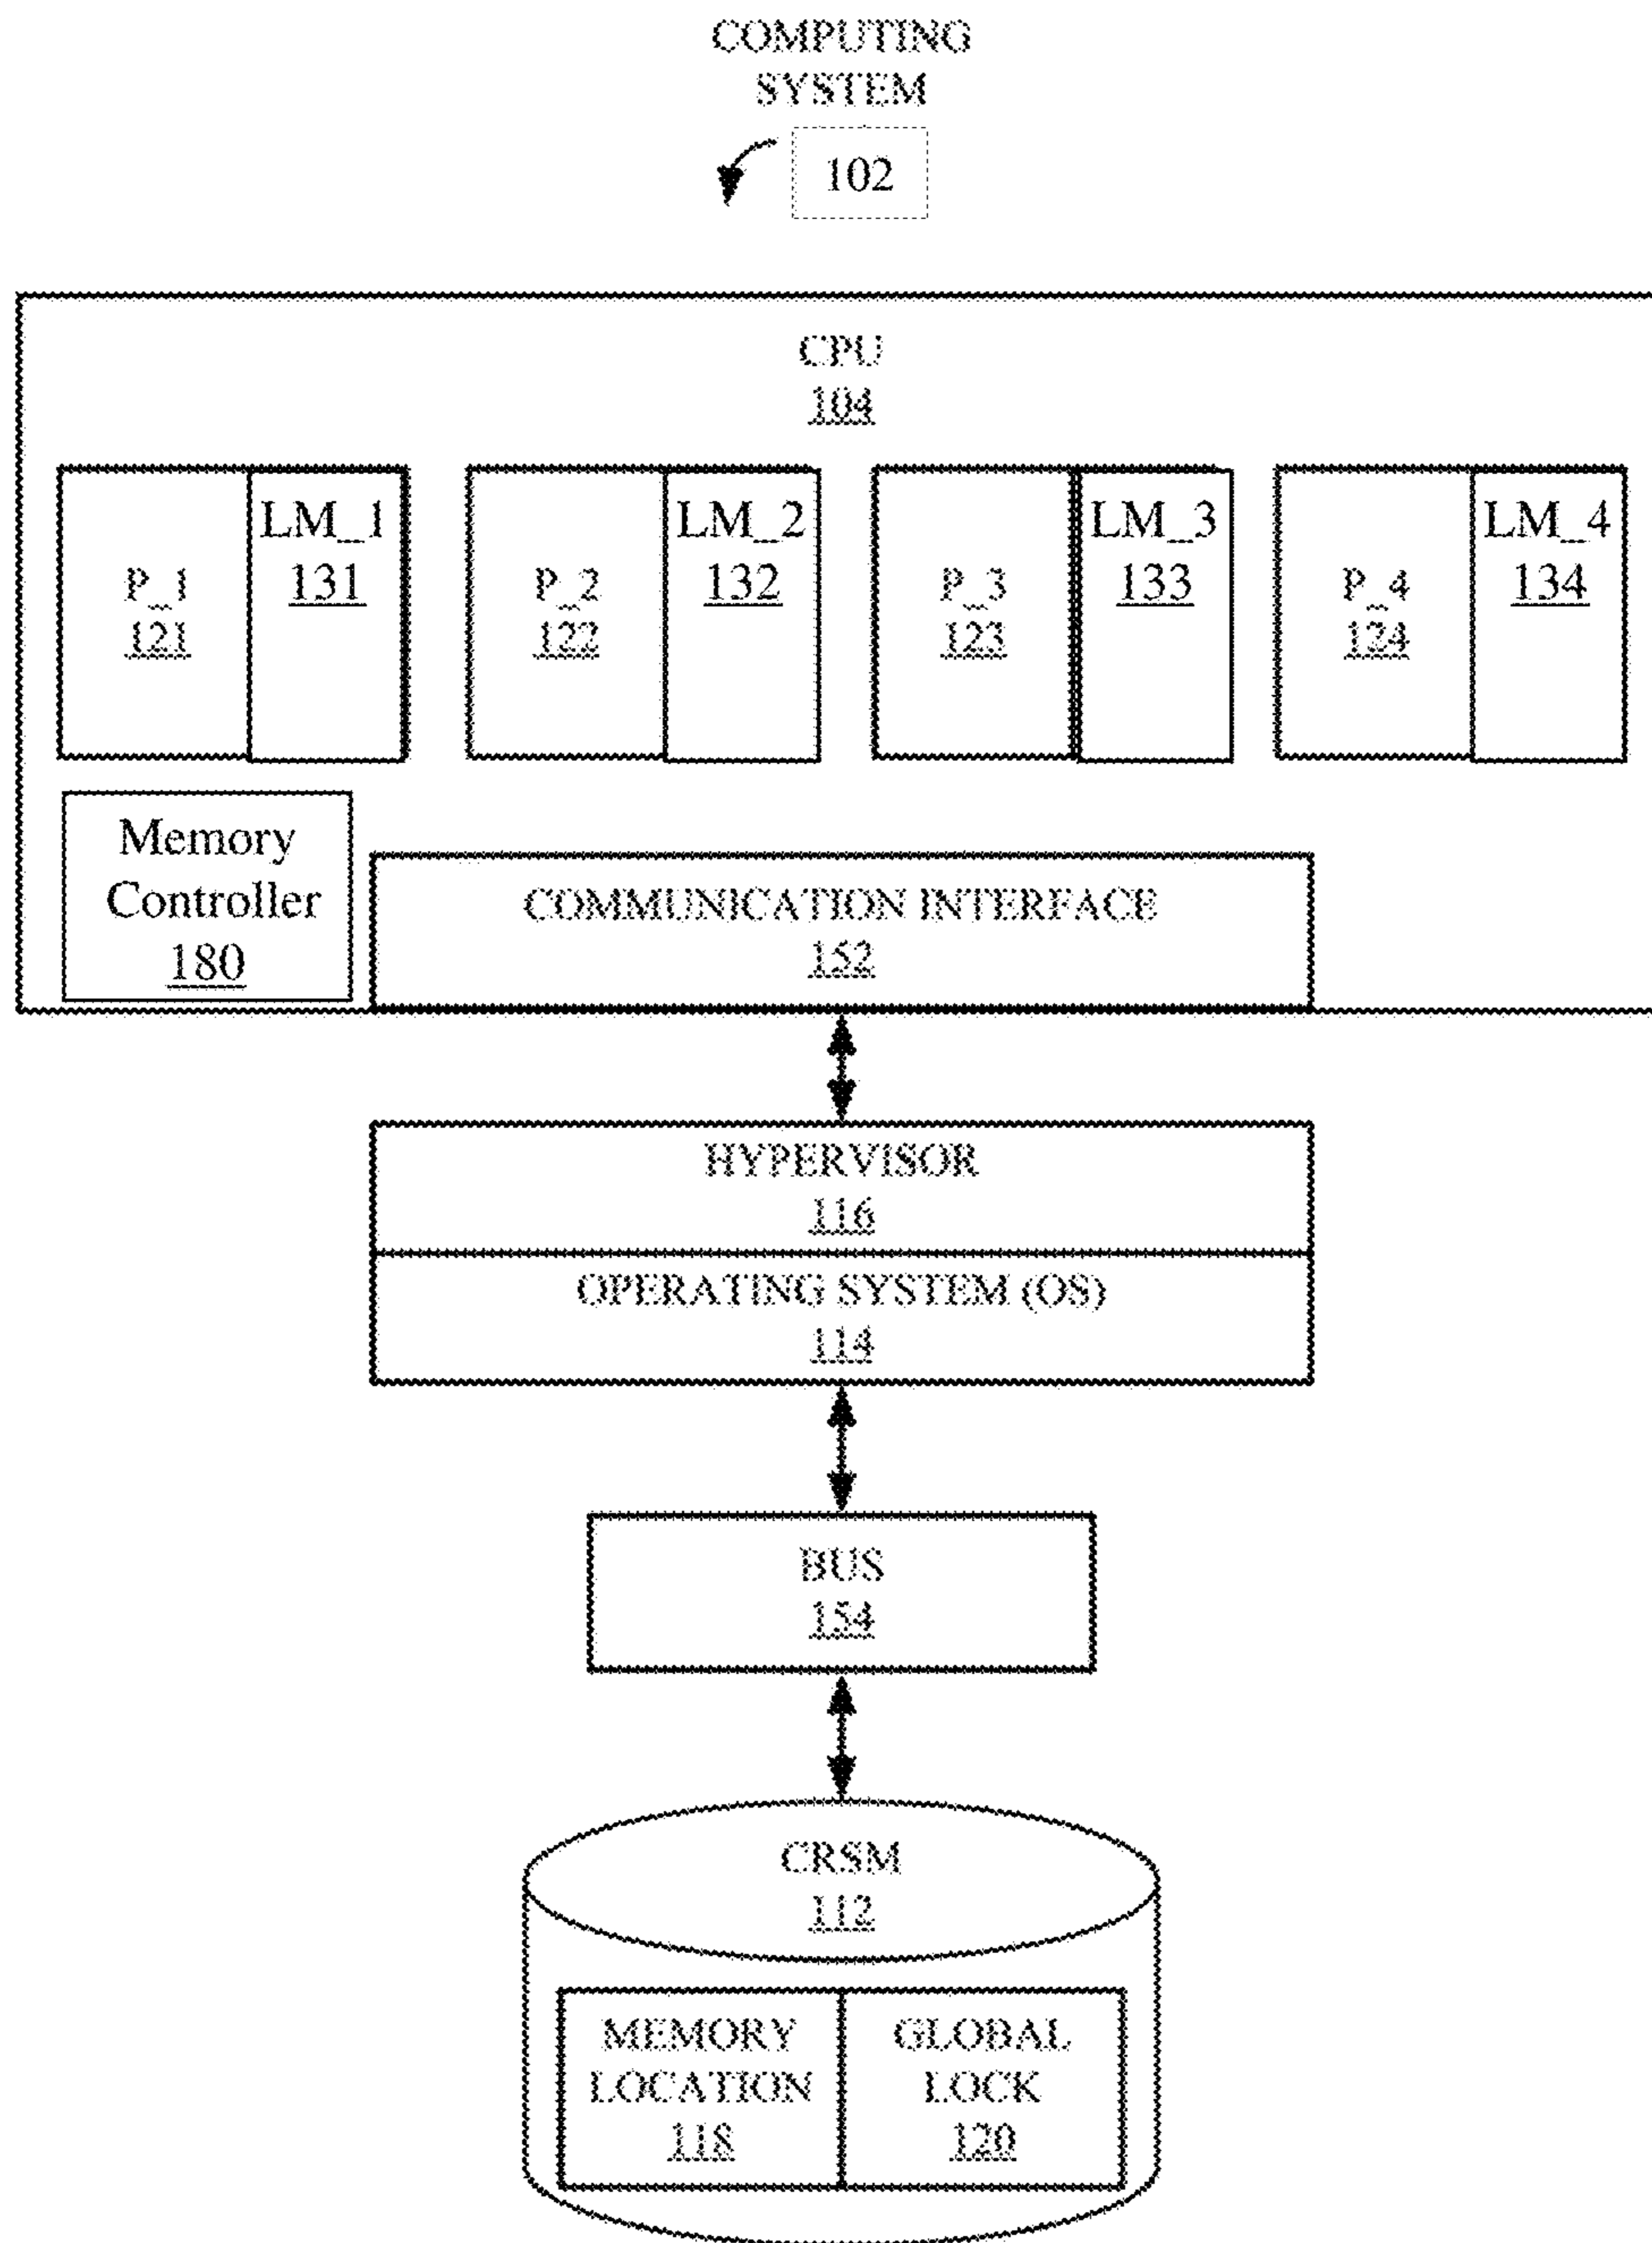 COMPUTING
SYSTEM
102
CPU
104
P_1
121
LM_1
131
P_2
122
LM_2
132
P_3
123
LM_3
133
P_4
124
LM_4
134
Memory
Controller
180
COMMUNICATION INTERFACE
152
HYPERVISOR
116
OPERATING SYSTEM (OS)
114
BUS
154
CRSM
112
MEMORY
LOCATION
118
GLOBAL
LOCK
120